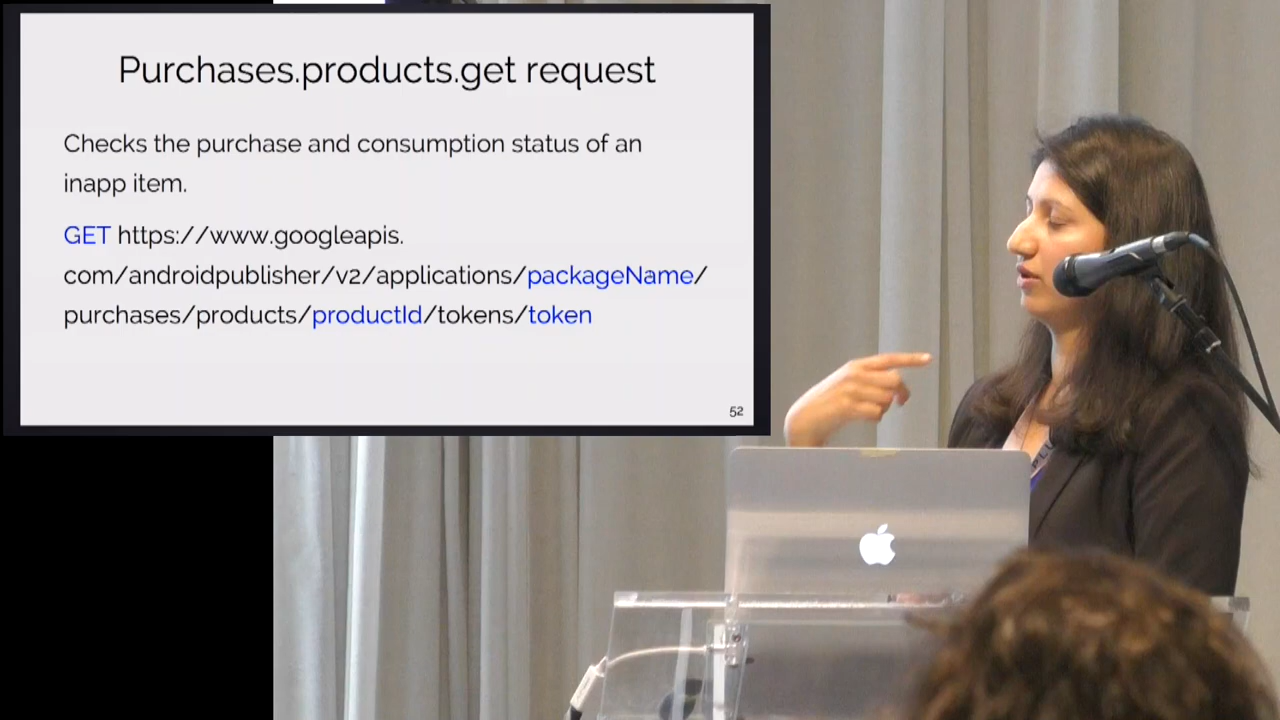 Purchases.products.get request
Checks the purchase and consumption status of an
inapp item.
GET https://www.googleapis.
com/androidpublisher/v2/applications/packageName/
purchases/products/productId/tokens/token
52